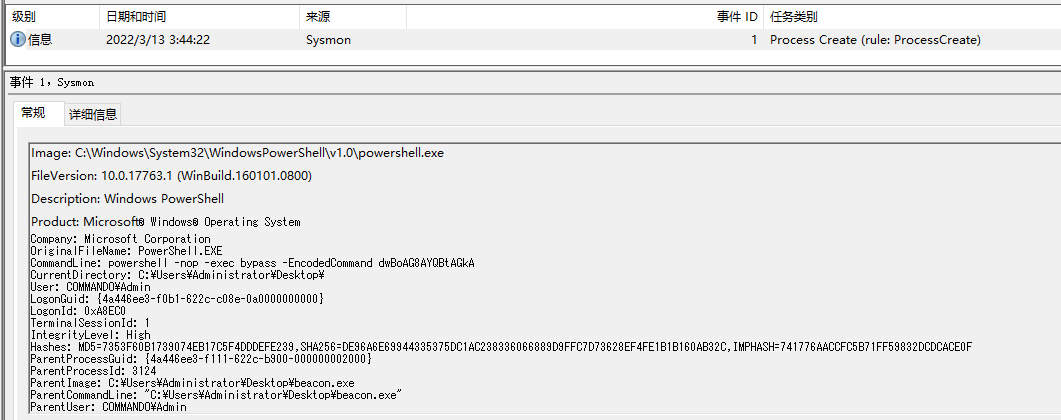 级别 日期和时间 来源 事件 ID 任务类别
信息 2022/3/13 3:44:22 Sysmon 1 Process Create (rule: ProcessCreate)
事件 1，Sysmon
常规 详细信息
Image: C:\Windows\System32\WindowsPowerShell\v1.0\powershell.exe
FileVersion: 10.0.17763.1 (WinBuild.160101.0800)
Description: Windows PowerShell
Product: Microsoft® Windows® Operating System
Company: Microsoft Corporation
OriginalFileName: PowerShell.EXE
CommandLine: powershell -nop -exec bypass -EncodedCommand dwBoAG8AYQBtAGkA
CurrentDirectory: C:¥Users¥Administrator¥Desktop¥
User: COMMANDO¥Admin
LogonGuid: {4a446ee3-f0b1-622c-c08e-0a0000000000}
LogonId: 0xA8EC0
TerminalSessionId: 1
IntegrityLevel: High
Hashes: MD5=7353F60B1739074EB17C5F4DDDEFE239,SHA256=DE96A6E69944335375DC1AC238336066889D9FFC7D73628EF4FE1B1B160AB32C,IMPHASH=741776AACCFC5B71FF59832DCDCACE0F
ParentProcessGuid: {4a446ee3-f111-622c-b900-000000002000}
ParentProcessId: 3124
ParentImage: C:¥Users¥Administrator¥Desktop¥beacon.exe
ParentCommandLine: "C:¥Users¥Administrator¥Desktop¥beacon.exe"
ParentUser: COMMANDO¥Admin